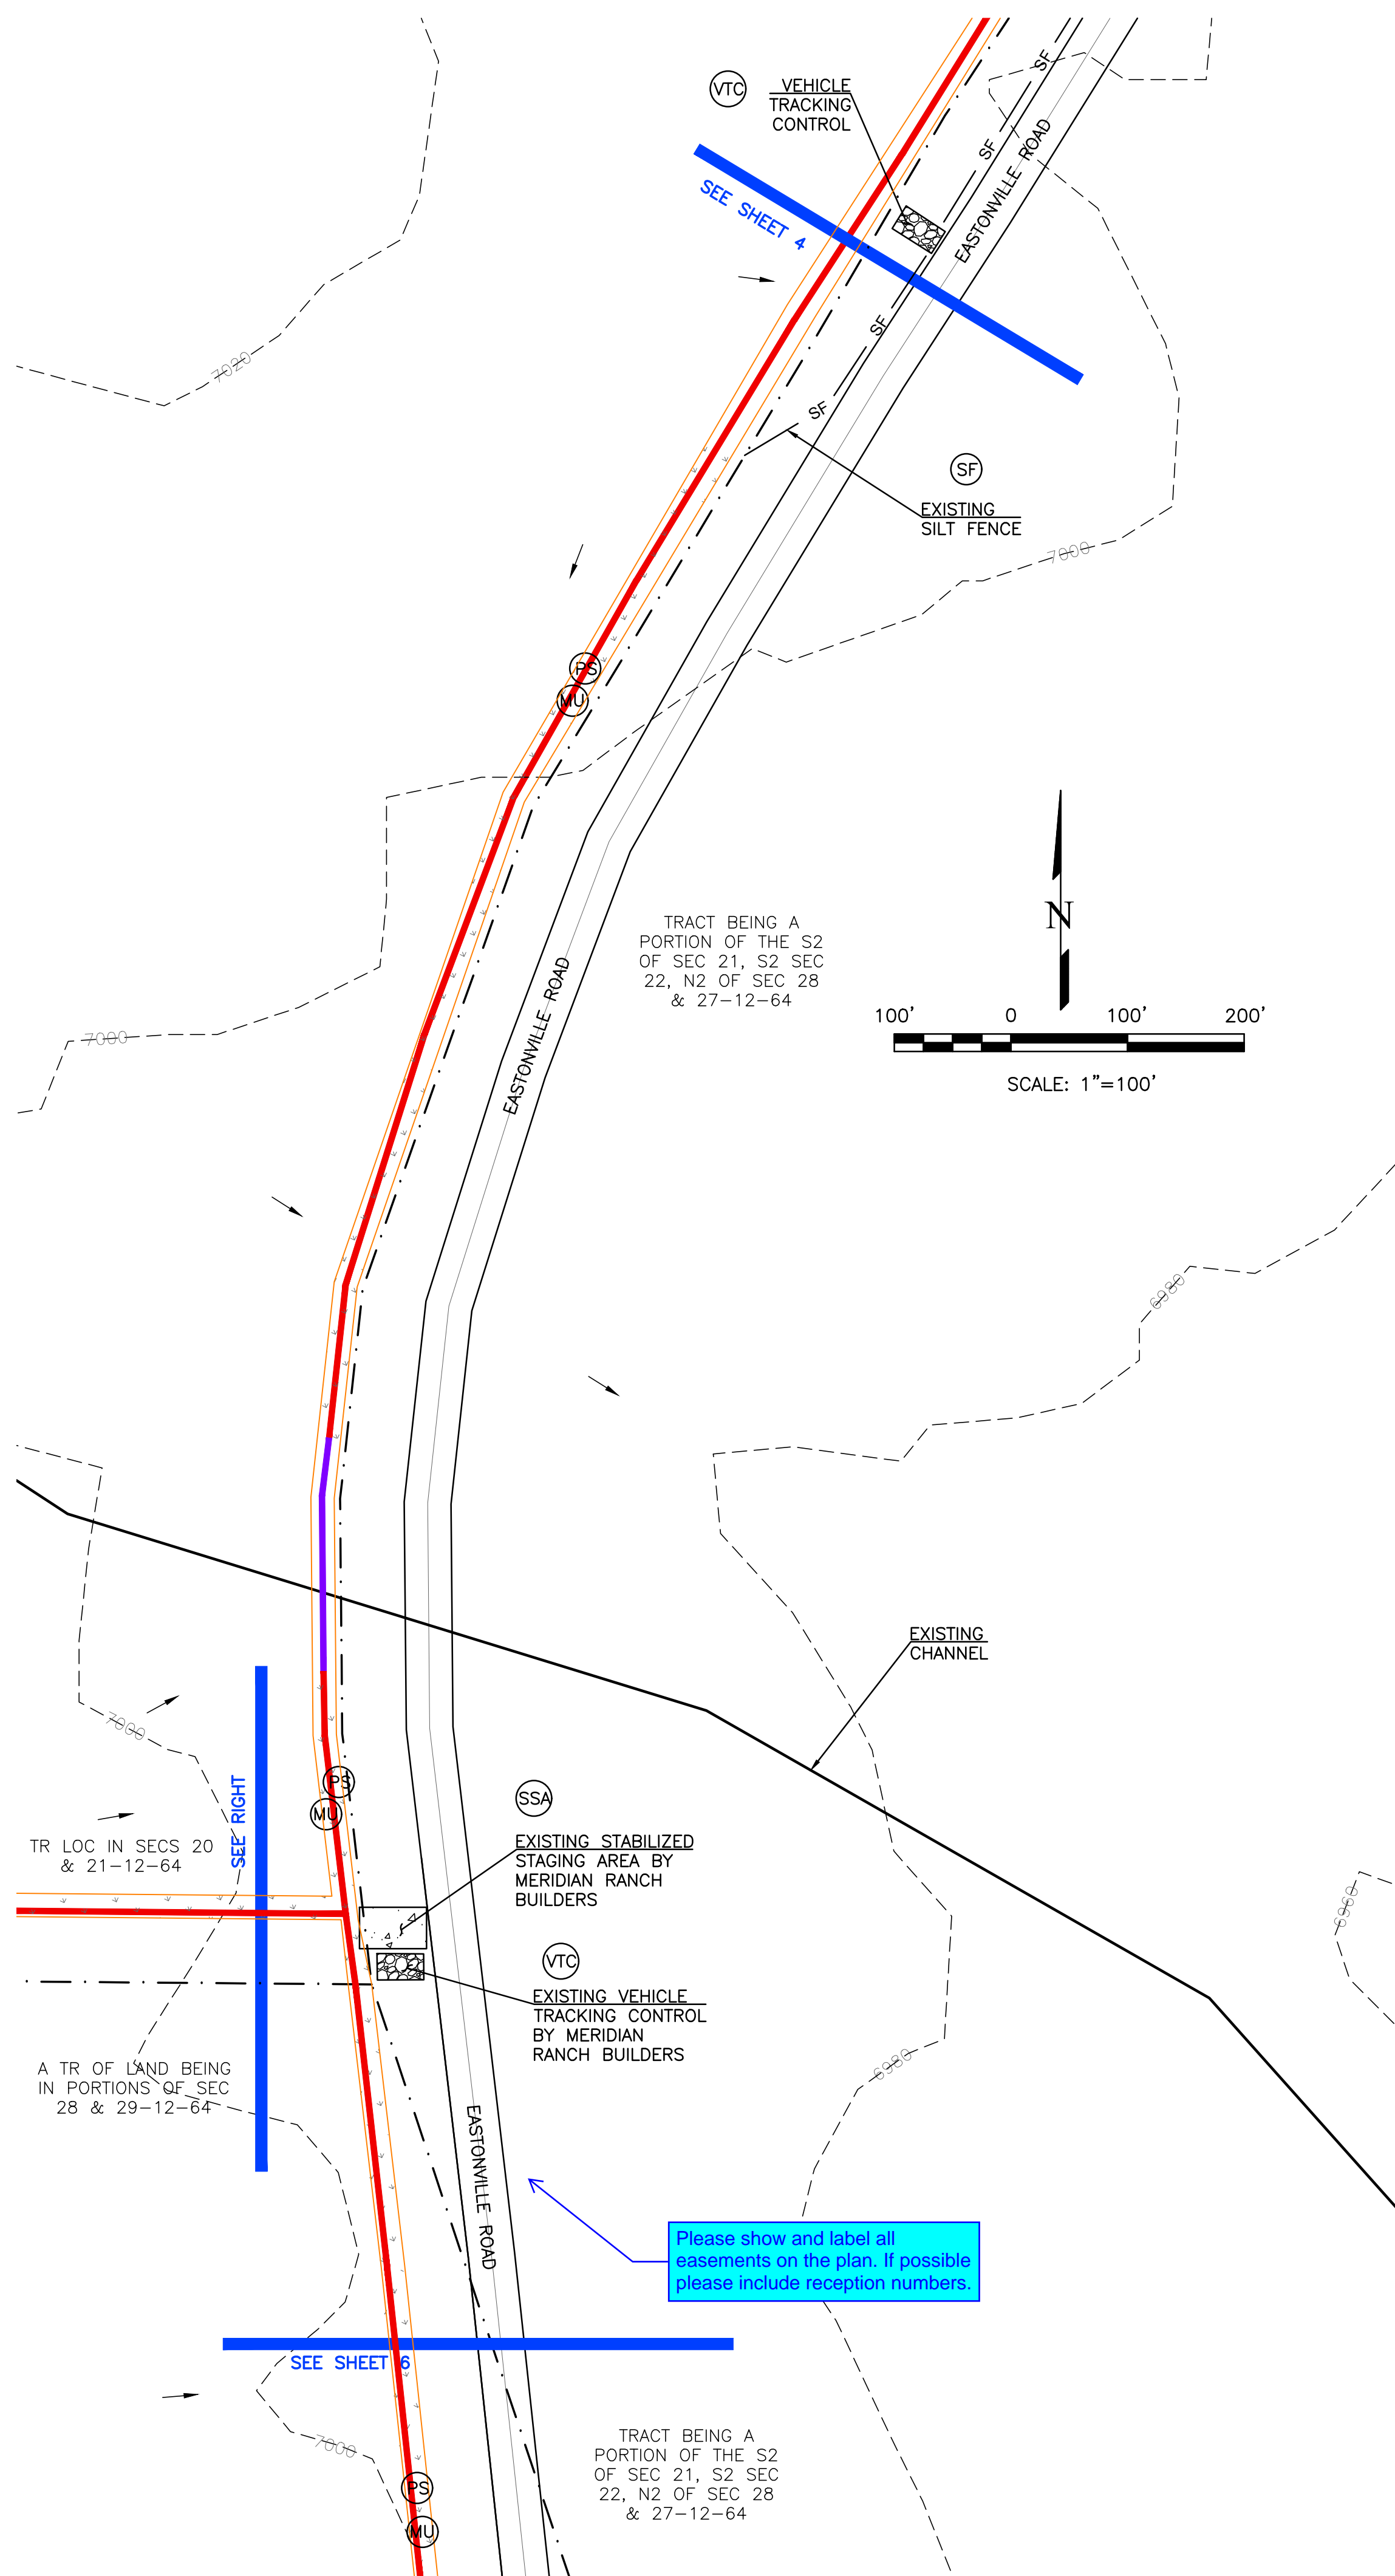 SF
VTC
VEHICLE
TRACKING
CONTROL
EASTONVILLE ROAD
SF
SEE SHEET 4
SF
7020
SF
SF
EXISTING
SILT FENCE
7000
PS
MU
TRACT BEING A
PORTION OF THE S2
OF SEC 21, S2 SEC
22, N2 OF SEC 28
& 27-12-64
N
100' 0 100' 200'
SCALE: 1"=100'
EASTONVILLE ROAD
7000
6980
EXISTING
CHANNEL
7000
PS
MU
SEE RIGHT
SSA
EXISTING STABILIZED
STAGING AREA BY
MERIDIAN RANCH
BUILDERS
TR LOC IN SECS 20
& 21-12-64
6960
VTC
EXISTING VEHICLE
TRACKING CONTROL
BY MERIDIAN
RANCH BUILDERS
6980
A TR OF LAND BEING
IN PORTIONS OF SEC
28 & 29-12-64
EASTONVILLE ROAD
Please show and label all
easements on the plan. If possible
please include reception numbers.
SEE SHEET 6
7000
TRACT BEING A
PORTION OF THE S2
OF SEC 21, S2 SEC
22, N2 OF SEC 28
& 27-12-64
PS
MU